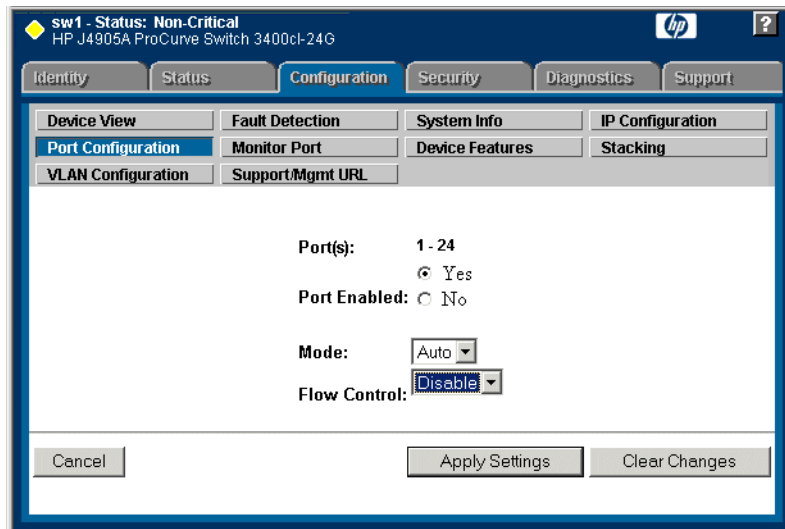 sw1 - Status: Non-Critical
HP J4905A ProCurve Switch 3400cl-24G
hp
?
Identity Status Configuration Security Diagnostics Support
Device View Fault Detection System Info IP Configuration
Port Configuration Monitor Port Device Features Stacking
VLAN Configuration Support/Mgmt URL
Port(s): 1 - 24
Yes
Port Enabled: No
Mode: Auto
Flow Control: Disable
Cancel Apply Settings Clear Changes